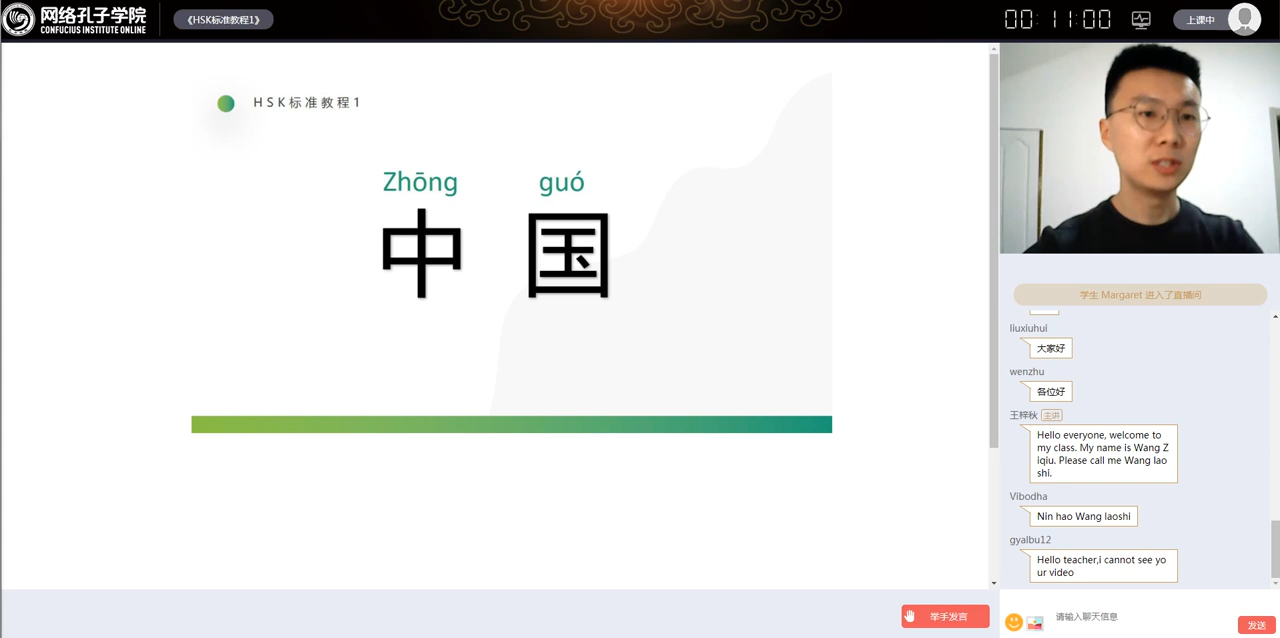 网络孔子学院
CONFUCIUS INSTITUTE ONLINE
《HSK标准教程1》
00:11:00
上课中
HSK标准教程1
Zhōng guó
中国
学生 Margaret 进入了直播间
liuxiuhui
大家好
wenzhu
各位好
王梓秋 主讲
Hello everyone, welcome to
my class. My name is Wang Z
iqiu. Please call me Wang lao
shi.
Vibodha
Nin hao Wang laoshi
gyalbu12
Hello teacher,i cannot see yo
ur video
举手发言
请输入聊天信息
发送